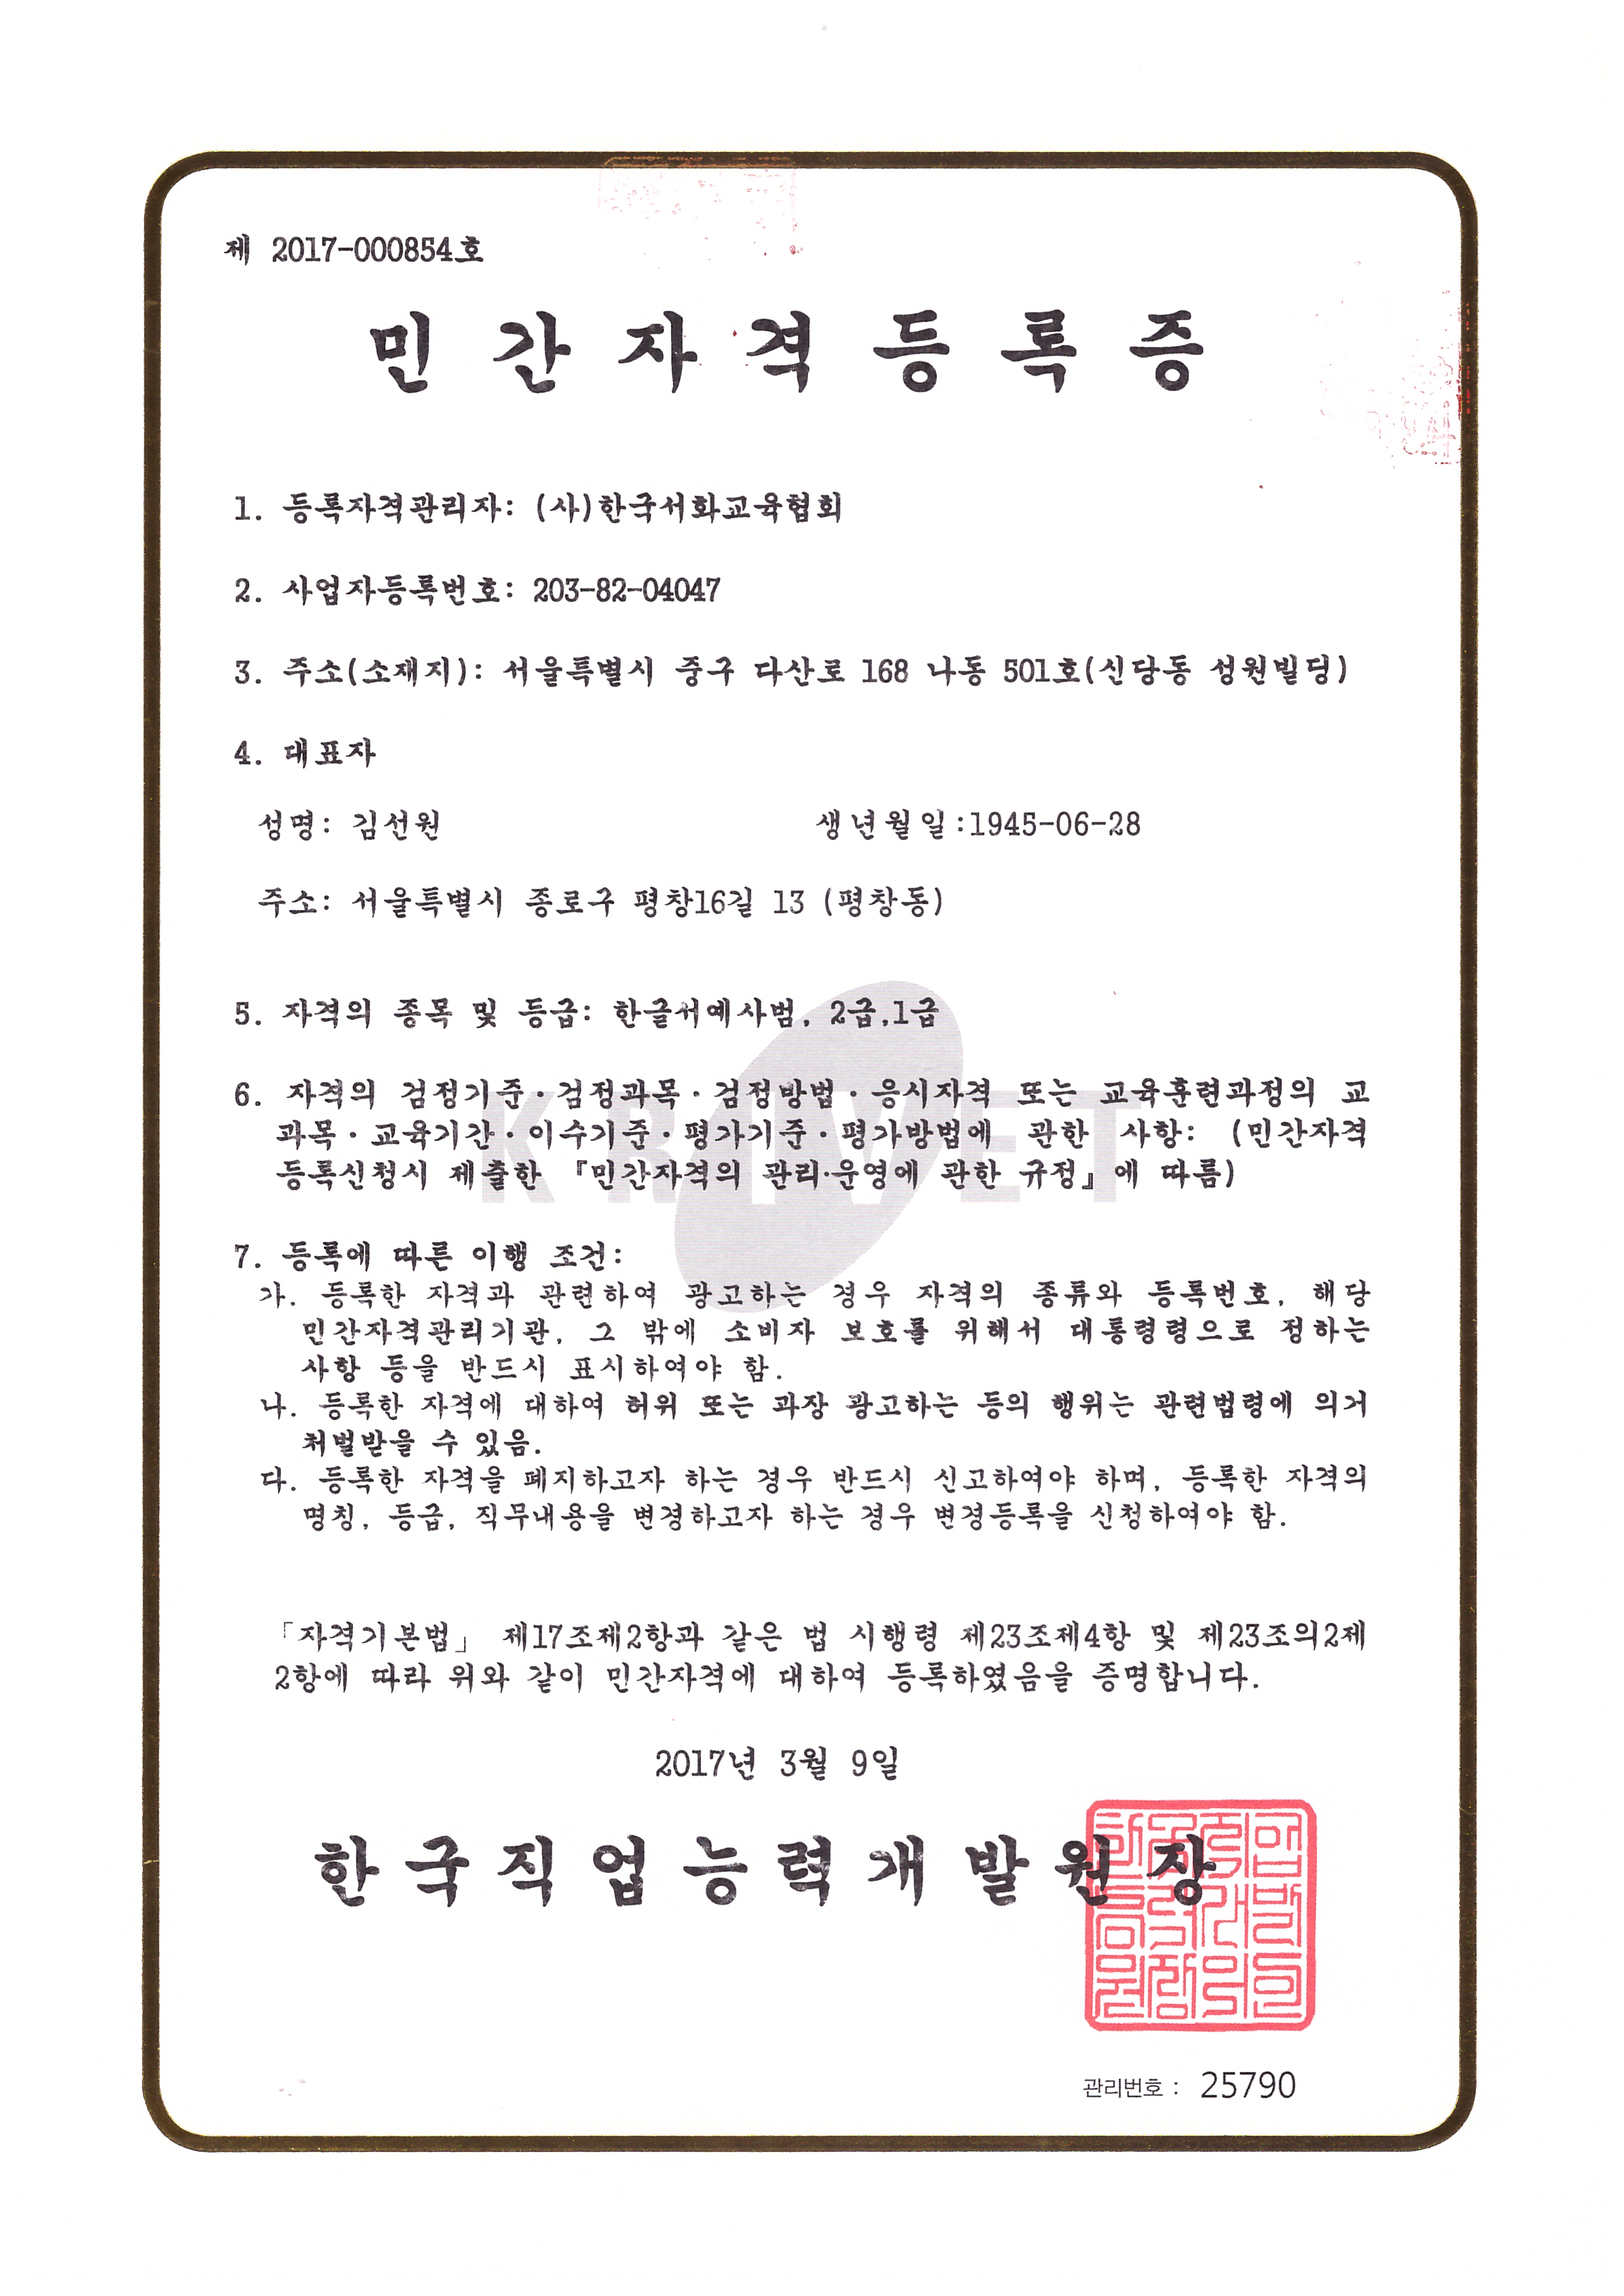 제 2017-000854호
민간자격등록증
1. 등록자격관리자: (사)한국서화교육협회
2. 사업자등록번호: 203-82-04047
3. 주소(소재지): 서울특별시 중구 다산로 168 나동 501호(신당동 성원빌딩)
4. 대표자
성명: 김선원 생년월일:1945-06-28
주소: 서울특별시 종로구 평창16길 13 (평창동)
5. 자격의 종목 및 등급: 한글서예사범, 2급,1급
6. 자격의 검정기준·검정과목·검정방법·응시자격 또는 교육훈련과정의 교
과목·교육기간·이수기준·평가기준·평가방법에 관한 사항: (민간자격
등록신청시 제출한 『민간자격의 관리·운영에 관한 규정』에 따름)
KRIVET
7. 등록에 따른 이행 조건:
가. 등록한 자격과 관련하여 광고하는 경우 자격의 종류와 등록번호, 해당
민간자격관리기관, 그 밖에 소비자 보호를 위해서 대통령령으로 정하는
사항 등을 반드시 표시하여야 함.
나. 등록한 자격에 대하여 허위 또는 과장 광고하는 등의 행위는 관련법령에 의거
처벌받을 수 있음.
다. 등록한 자격을 폐지하고자 하는 경우 반드시 신고하여야 하며, 등록한 자격의
명칭, 등급, 직무내용을 변경하고자 하는 경우 변경등록을 신청하여야 함.
「자격기본법」 제17조제2항과 같은 법 시행령 제23조제4항 및 제23조의2제
2항에 따라 위와 같이 민간자격에 대하여 등록하였음을 증명합니다.
2017년 3월 9일
한국직업능력개발원장
관리번호 : 25790